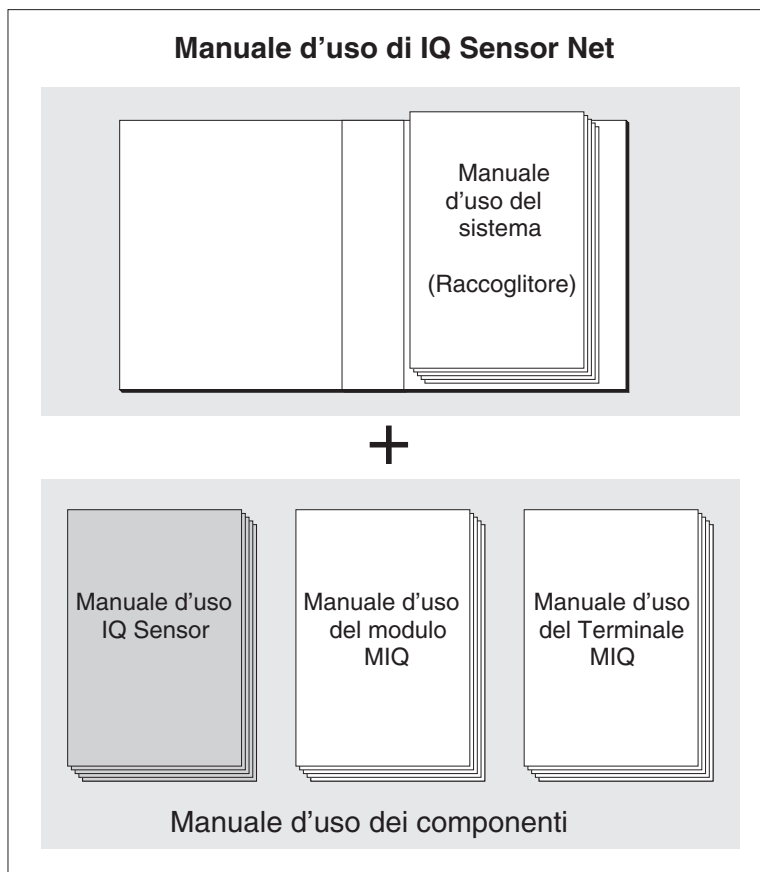 Manuale d'uso di IQ Sensor Net
Manuale
d'uso del
sistema
(Raccoglitore)
+
Manuale d'uso
IQ Sensor
Manuale d'uso
del modulo
MIQ
Manuale d'uso
del Terminale
MIQ
Manuale d'uso dei componenti